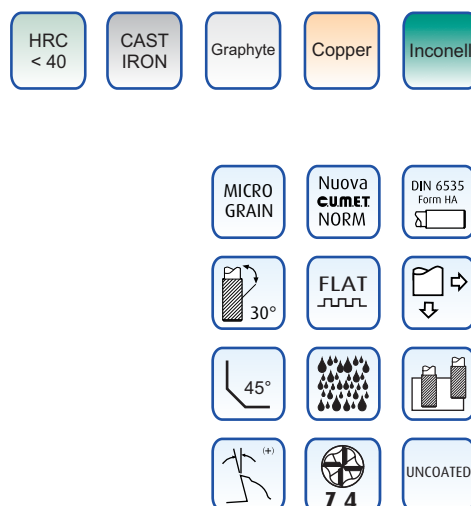 HRC
< 40
CAST
IRON
Graphyte
Copper
Inconell
MICRO
GRAIN
Nuova
C.U.M.E.T.
NORM
DIN 6535
Form HA
30°
FLAT
45°
(+)
7 4
UNCOATED